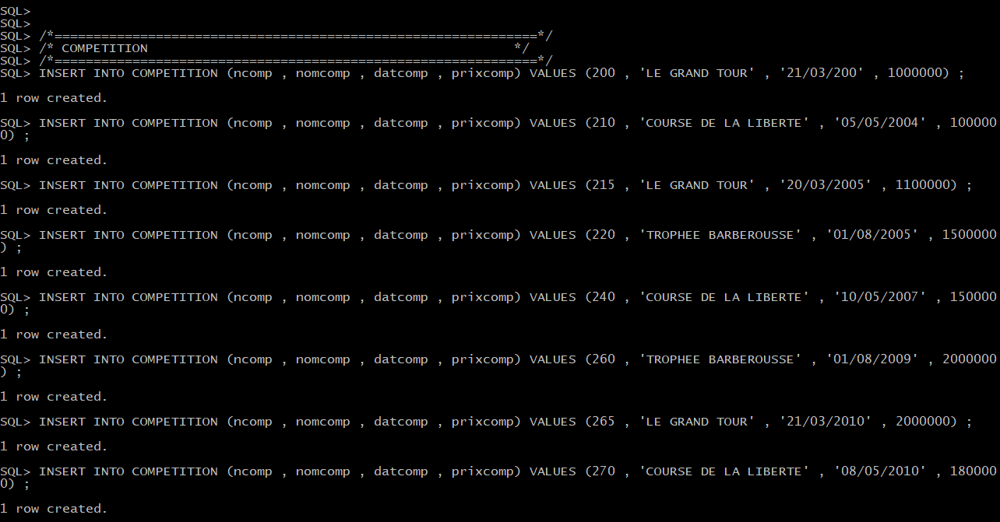 SQL>
SQL>
SQL> /*==============================================================*/
SQL> /* COMPETITION                                               */
SQL> /*==============================================================*/
SQL> INSERT INTO COMPETITION (ncomp , nomcomp , datcomp , prixcomp) VALUES (200 , 'LE GRAND TOUR' , '21/03/200' , 1000000) ;
1 row created.
SQL> INSERT INTO COMPETITION (ncomp , nomcomp , datcomp , prixcomp) VALUES (210 , 'COURSE DE LA LIBERTE' , '05/05/2004' , 100000
0) ;
1 row created.
SQL> INSERT INTO COMPETITION (ncomp , nomcomp , datcomp , prixcomp) VALUES (215 , 'LE GRAND TOUR' , '20/03/2005' , 1100000) ;
1 row created.
SQL> INSERT INTO COMPETITION (ncomp , nomcomp , datcomp , prixcomp) VALUES (220 , 'TROPHEE BARBEROUSSE' , '01/08/2005' , 1500000
) ;
1 row created.
SQL> INSERT INTO COMPETITION (ncomp , nomcomp , datcomp , prixcomp) VALUES (240 , 'COURSE DE LA LIBERTE' , '10/05/2007' , 150000
0) ;
1 row created.
SQL> INSERT INTO COMPETITION (ncomp , nomcomp , datcomp , prixcomp) VALUES (260 , 'TROPHEE BARBEROUSSE' , '01/08/2009' , 2000000
) ;
1 row created.
SQL> INSERT INTO COMPETITION (ncomp , nomcomp , datcomp , prixcomp) VALUES (265 , 'LE GRAND TOUR' , '21/03/2010' , 2000000) ;
1 row created.
SQL> INSERT INTO COMPETITION (ncomp , nomcomp , datcomp , prixcomp) VALUES (270 , 'COURSE DE LA LIBERTE' , '08/05/2010' , 180000
0) ;
1 row created.